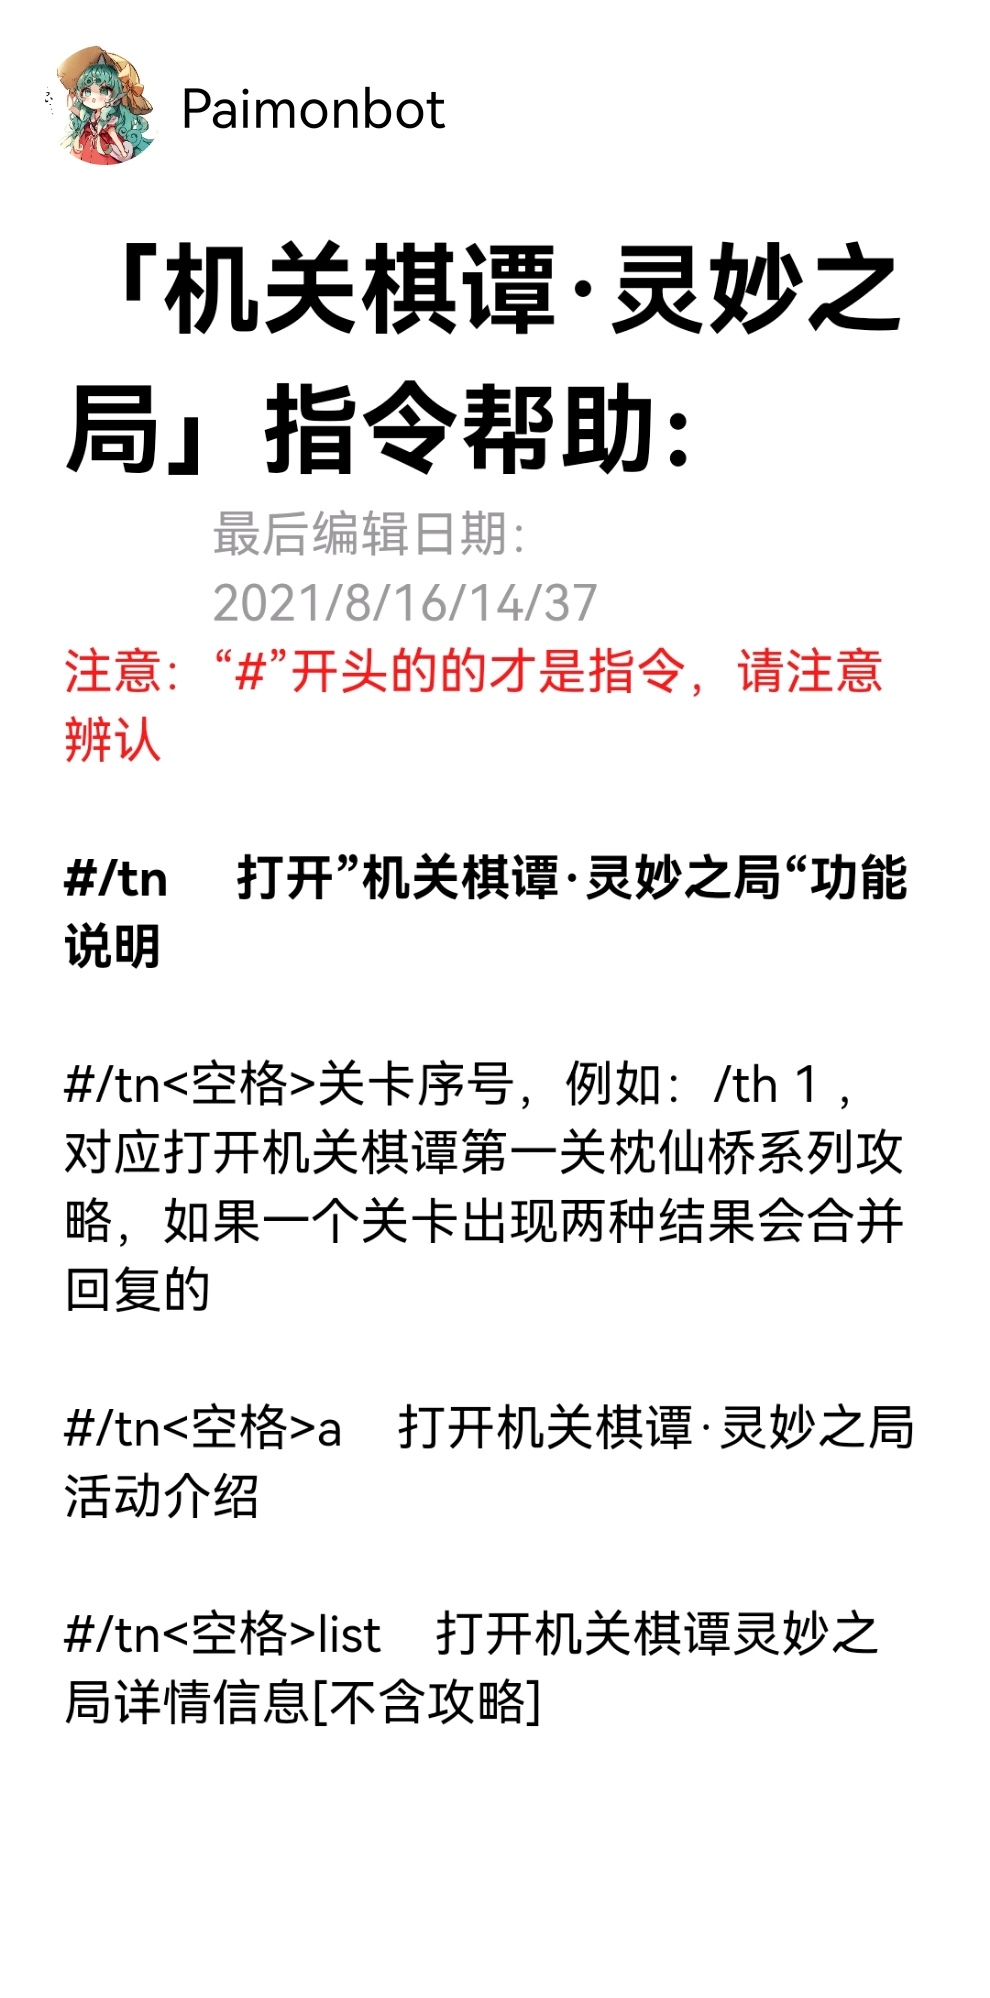 Paimonbot
「机关棋谭·灵妙之
局」指令帮助：
最后编辑日期：
2021/8/16/14/37
注意：“#”开头的的才是指令，请注意
辨认
#/tn 打开”机关棋谭·灵妙之局“功能
说明
#/tn<空格>关卡序号，例如：/th 1，
对应打开机关棋谭第一关枕仙桥系列攻
略，如果一个关卡出现两种结果会合并
回复的
#/tn<空格>a 打开机关棋谭·灵妙之局
活动介绍
#/tn<空格>list 打开机关棋谭灵妙之
局详情信息[不含攻略]